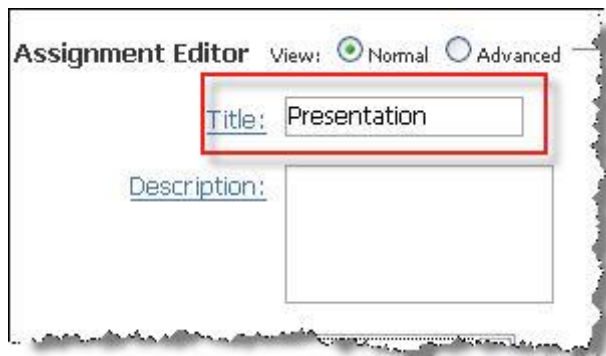 Assignment Editor View: Normal Advanced
Title: Presentation
Description: